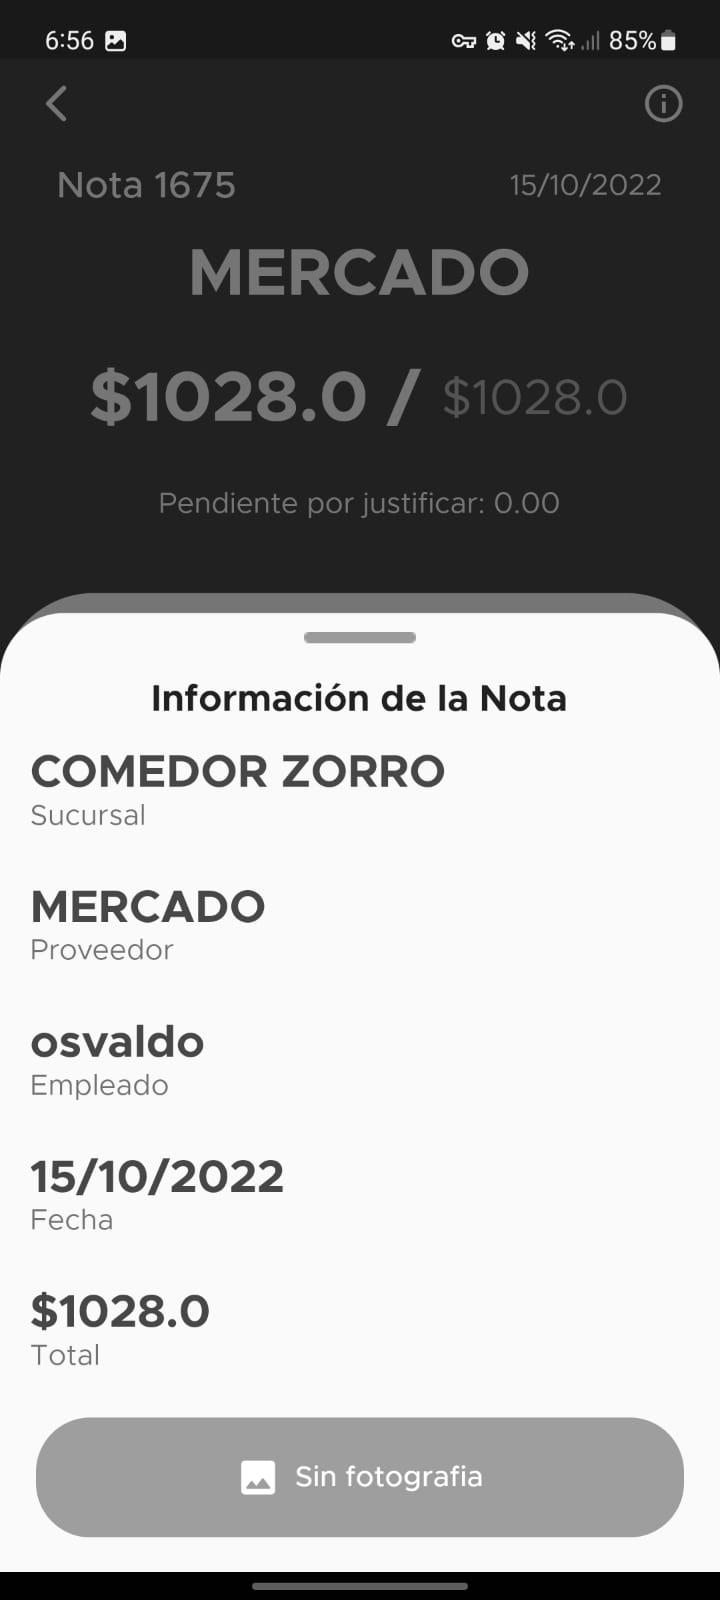 6:56 85%
Nota 1675 15/10/2022
MERCADO
$1028.0 / $1028.0
Pendiente por justificar: 0.00
Información de la Nota
COMEDOR ZORRO
Sucursal
MERCADO
Proveedor
osvaldo
Empleado
15/10/2022
Fecha
$1028.0
Total
Sin fotografia